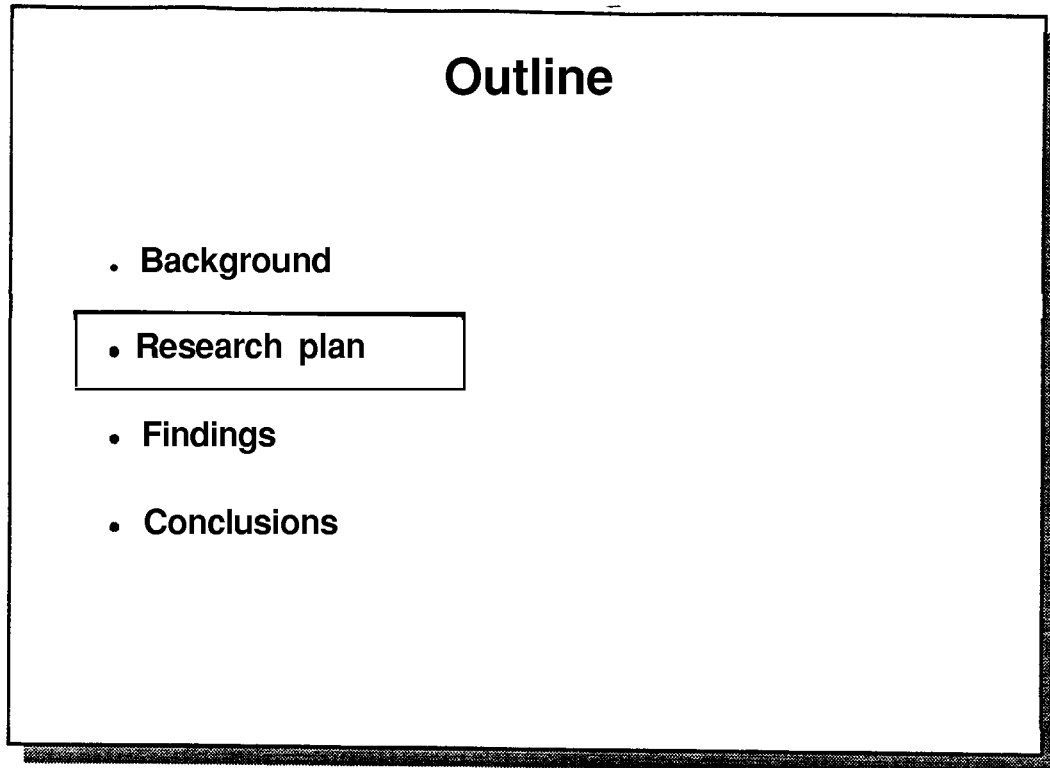 Outline
• Background
• Research plan
• Findings
• Conclusions